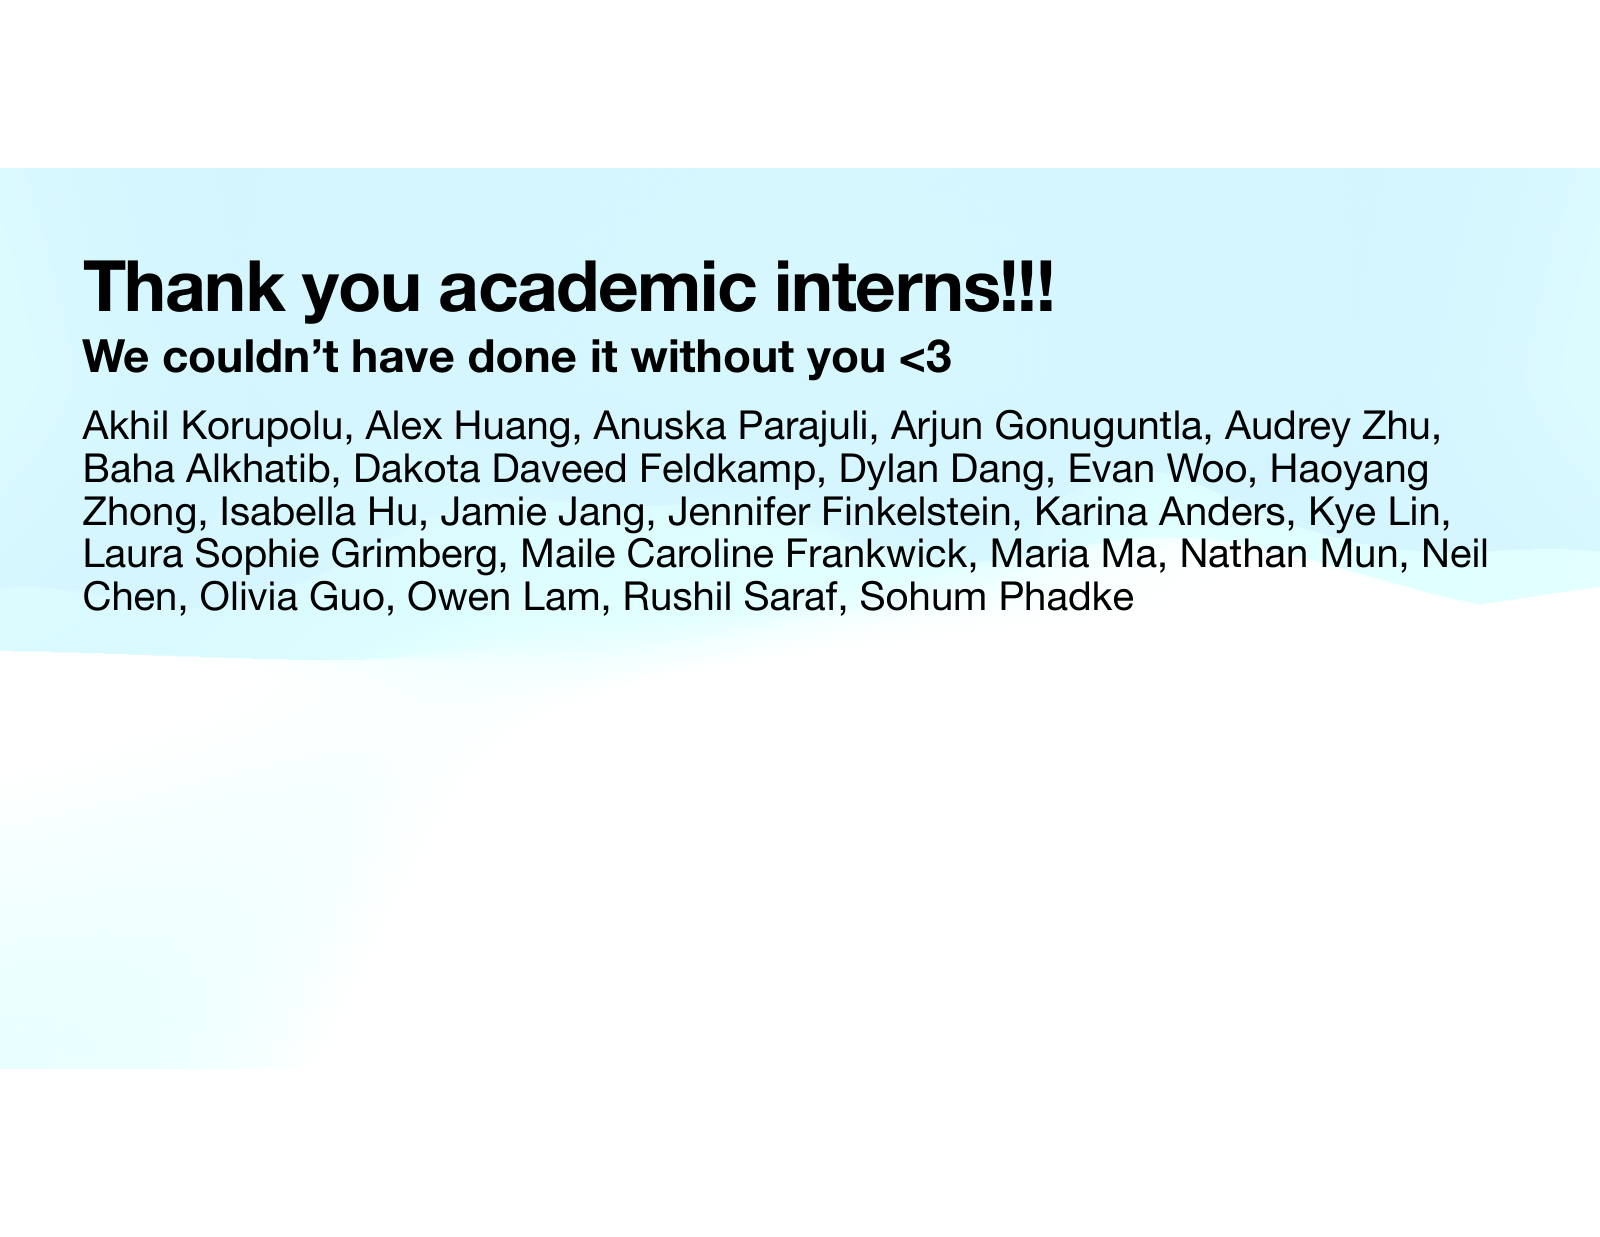 Thank you academic interns!!!
We couldn’t have done it without you <3
Akhil Korupolu, Alex Huang, Anuska Parajuli, Arjun Gonuguntla, Audrey Zhu,
Baha Alkhatib, Dakota Daveed Feldkamp, Dylan Dang, Evan Woo, Haoyang
Zhong, Isabella Hu, Jamie Jang, Jennifer Finkelstein, Karina Anders, Kye Lin,
Laura Sophie Grimberg, Maile Caroline Frankwick, Maria Ma, Nathan Mun, Neil
Chen, Olivia Guo, Owen Lam, Rushil Saraf, Sohum Phadke